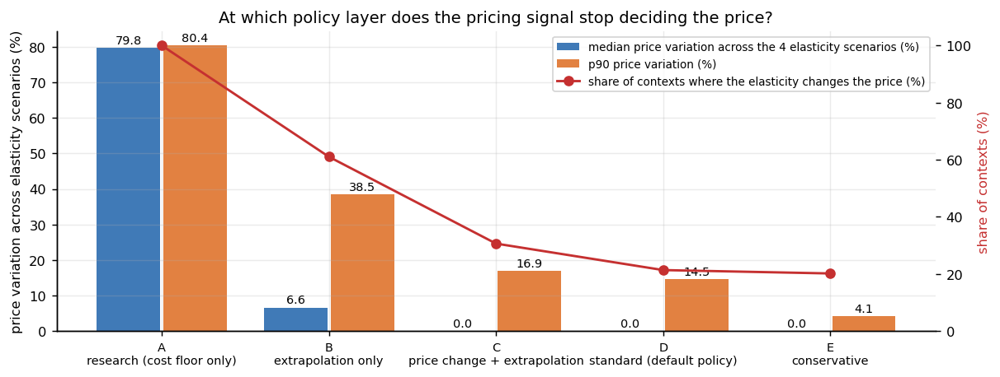 At which policy layer does the pricing signal stop deciding the price?
median price variation across the 4 elasticity scenarios (%)
p90 price variation (%)
share of contexts where the elasticity changes the price (%)
price variation across elasticity scenarios (%)
80
70
60
50
40
30
20
10
0
79.8
80.4
6.6
38.5
0.0
16.9
0.0
14.5
0.0
4.1
100
80
60
40
20
0
share of contexts (%)
A
research (cost floor only)
B
extrapolation only
C
price change + extrapolation
D
standard (default policy)
E
conservative